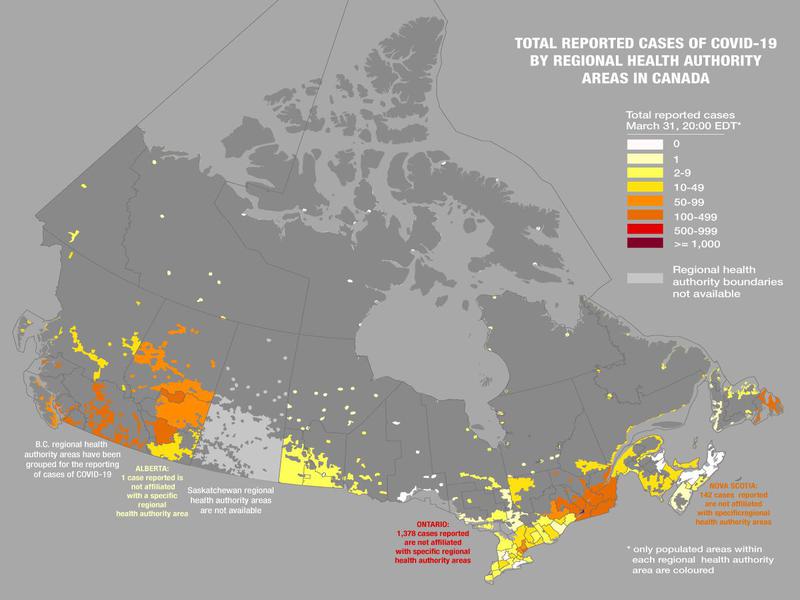 TOTAL REPORTED CASES OF COVID-19
BY REGIONAL HEALTH AUTHORITY
AREAS IN CANADA
Total reported cases
March 31, 20:00 EDT*
0
1
2-9
10-49
50-99
100-499
500-999
>= 1,000
Regional health
authority boundaries
not available
B.C. regional health
authority areas have been
grouped for the reporting
of cases of COVID-19
ALBERTA:
1 case reported is
not affiliated
with a specific
regional
health authority area
Saskatchewan regional
health authority areas
are not available
ONTARIO:
1,378 cases reported
are not affiliated
with specific regional
health authority areas
NOVA SCOTIA:
142 cases reported
are not affiliated
with specificregional
health authority areas
* only populated areas within
each regional health authority
area are coloured